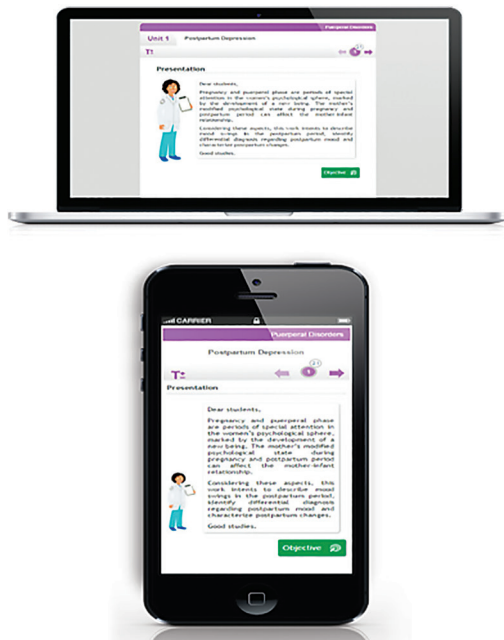 Puerperal Disorders
Unit 1 Postpartum Depression
T±
1
Presentation
Dear students,
Pregnancy and puerperal phase are periods of special
attention in the women's psychological sphere, marked
by the development of a new being. The mother's
modified psychological state during pregnancy and
postpartum period can affect the mother-infant
relationship.
Considering these aspects, this work intents to describe
mood swings in the postpartum period, identify
differential diagnosis regarding postpartum mood and
characterize postpartum changes.
Good studies.
Objective
CARRIER
Puerperal Disorders
Postpartum Depression
T±
1
Presentation
Dear students,
Pregnancy and puerperal phase
are periods of special attention in
the women's psychological sphere,
marked by the development of a
new being. The mother's modified
psychological state during
pregnancy and postpartum period
can affect the mother-infant
relationship.
Considering these aspects, this
work intents to describe mood
swings in the postpartum period,
identify differential diagnosis
regarding postpartum mood and
characterize postpartum changes.
Good studies.
Objective